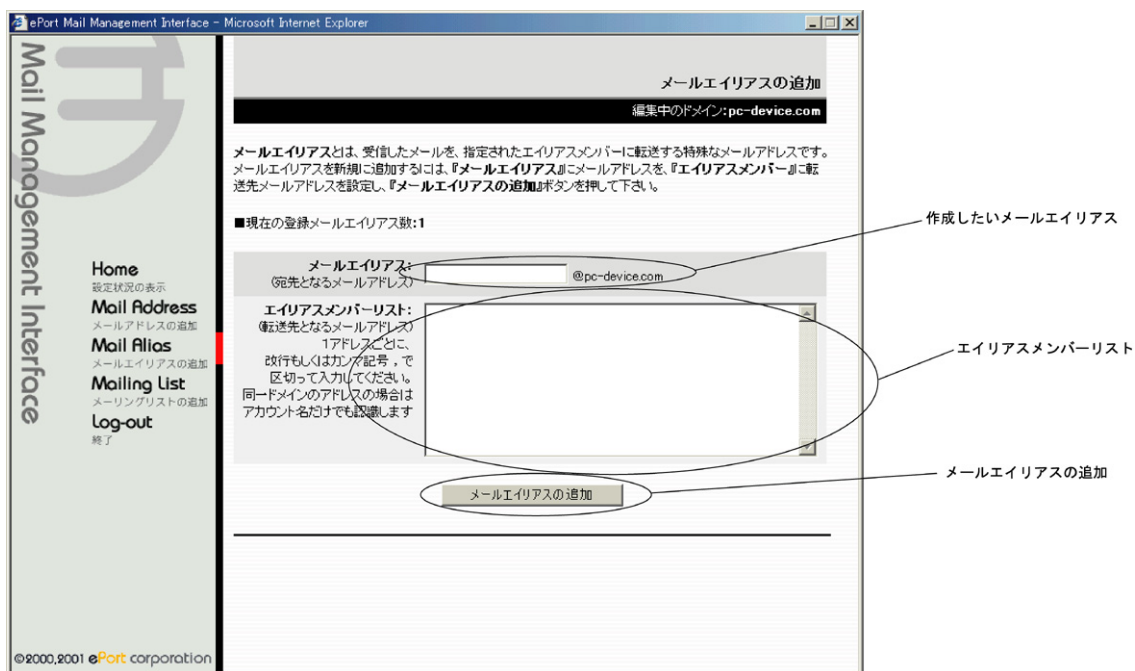 ePort Mail Management Interface - Microsoft Internet Explorer
Mail Management Interface
メールエイリアスの追加
編集中のドメイン:pc-device.com
メールエイリアスとは、受信したメールを、指定されたエイリアスメンバーに転送する特殊なメールアドレスです。
メールエイリアスを新規に追加するには、『メールエイリアス』にメールアドレスを、『エイリアスメンバー』に転
送先メールアドレスを設定し、『メールエイリアスの追加』ボタンを押して下さい。
■現在の登録メールエイリアス数:1
作成したいメールエイリアス
メールエイリアス:
(宛先となるメールアドレス)
@pc-device.com
エイリアスメンバーリスト:
(転送先となるメールアドレス)
1アドレスごとに、
改行もしくはカンマ記号 , で
区切って入力してください。
同一ドメインのアドレスの場合は
アカウント名だけでも認識します
エイリアスメンバーリスト
メールエイリアスの追加
メールエイリアスの追加
Home
設定状況の表示
Mail Address
メールアドレスの追加
Mail Alias
メールエイリアスの追加
Mailing List
メーリングリストの追加
Log-out
終了
©2000,2001 ePort corporation